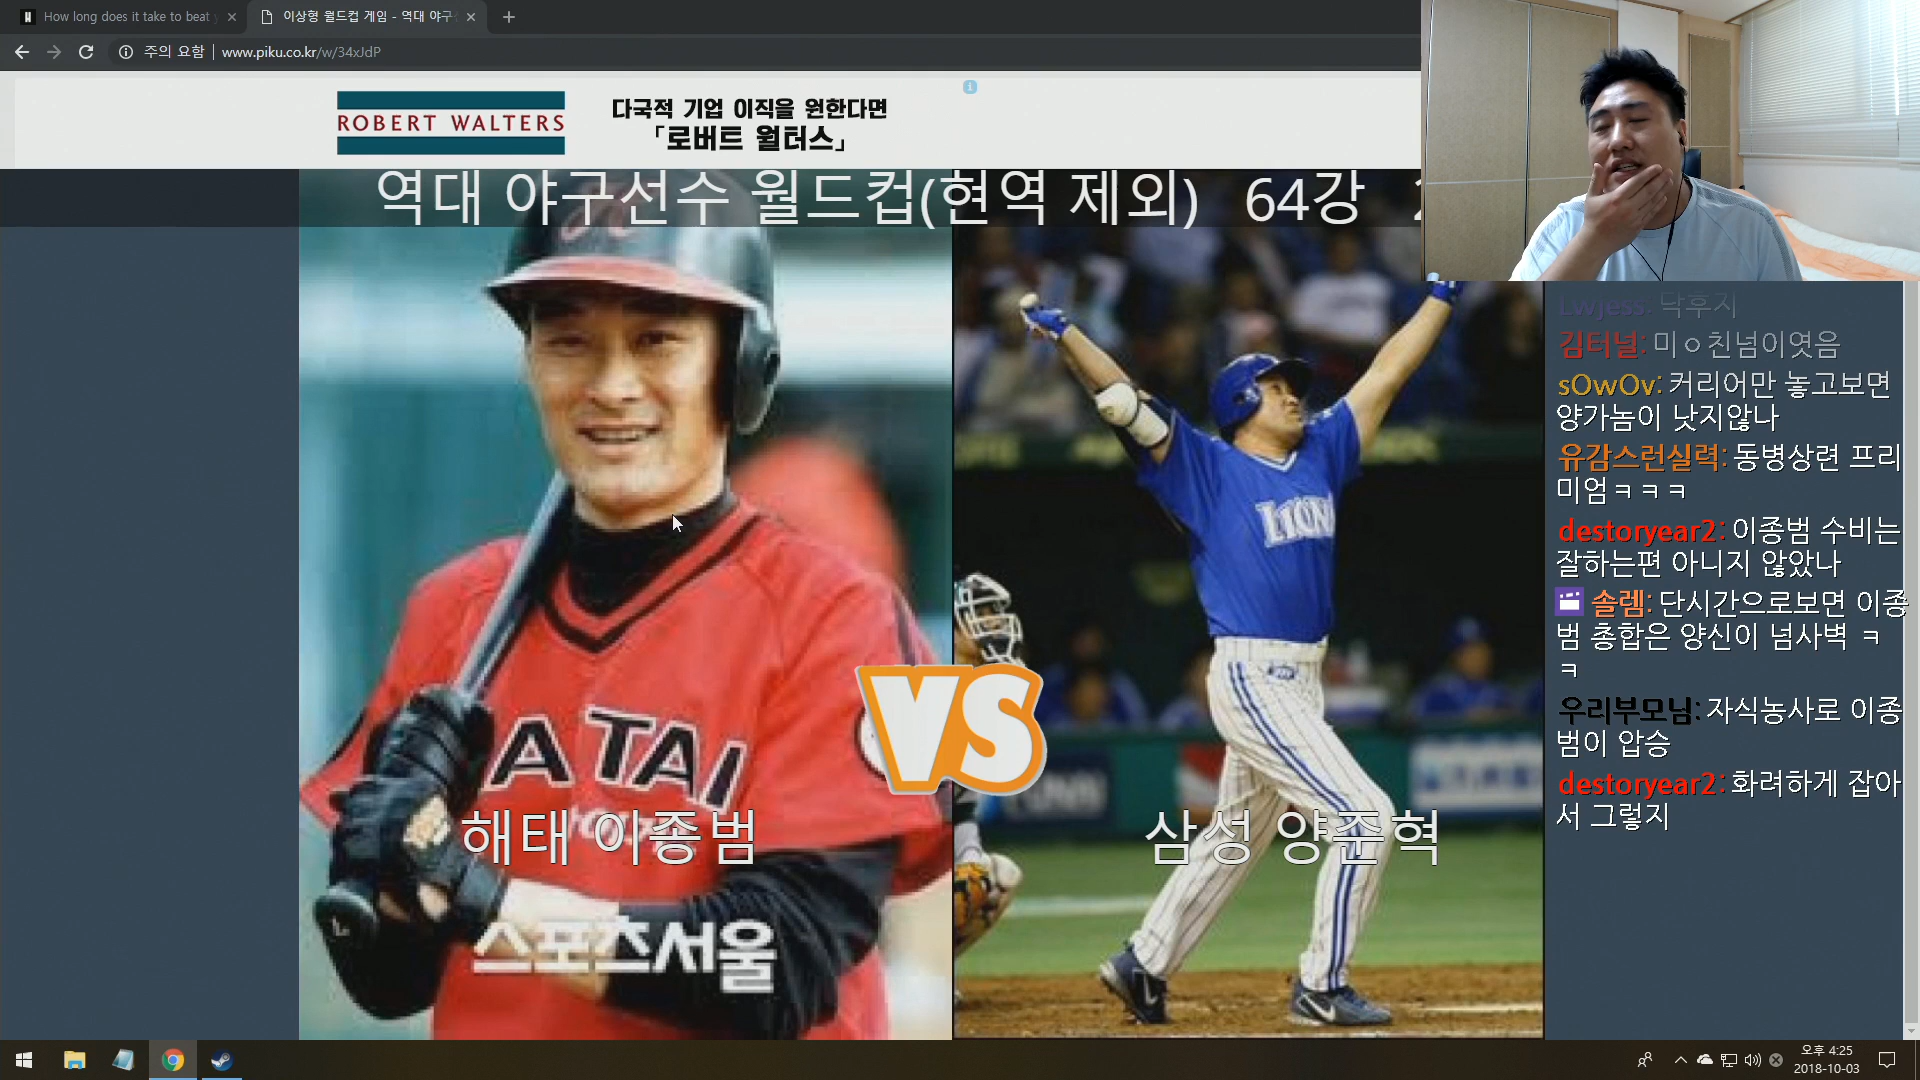 How long does it take to beat
이상형 월드컵 게임 - 역대 야구
주의 요함 | www.piku.co.kr/w/34xJdP
ROBERT WALTERS
다국적 기업 이직을 원한다면
「로버트 월터스」
역대 야구선수 월드컵(현역 제외) 64강
LIONS
VS
ATAI
해태 이종범
삼성 양준혁
스포츠서울
Lwjess: 닥후지
김터널: 미ㅇ친넘이엿음
sOwOv: 커리어만 놓고보면
양가놈이 낫지않나
유감스런실력: 동병상련 프리
미엄ㅋㅋㅋ
destoryear2: 이종범 수비는
잘하는편 아니지 않았나
솔렘: 단시간으로보면 이종
범 총합은 양신이 넘사벽 ㅋ
ㅋ
우리부모님: 자식농사로 이종
범이 압승
destoryear2: 화려하게 잡아
서 그렇지
오후 4:25
2018-10-03